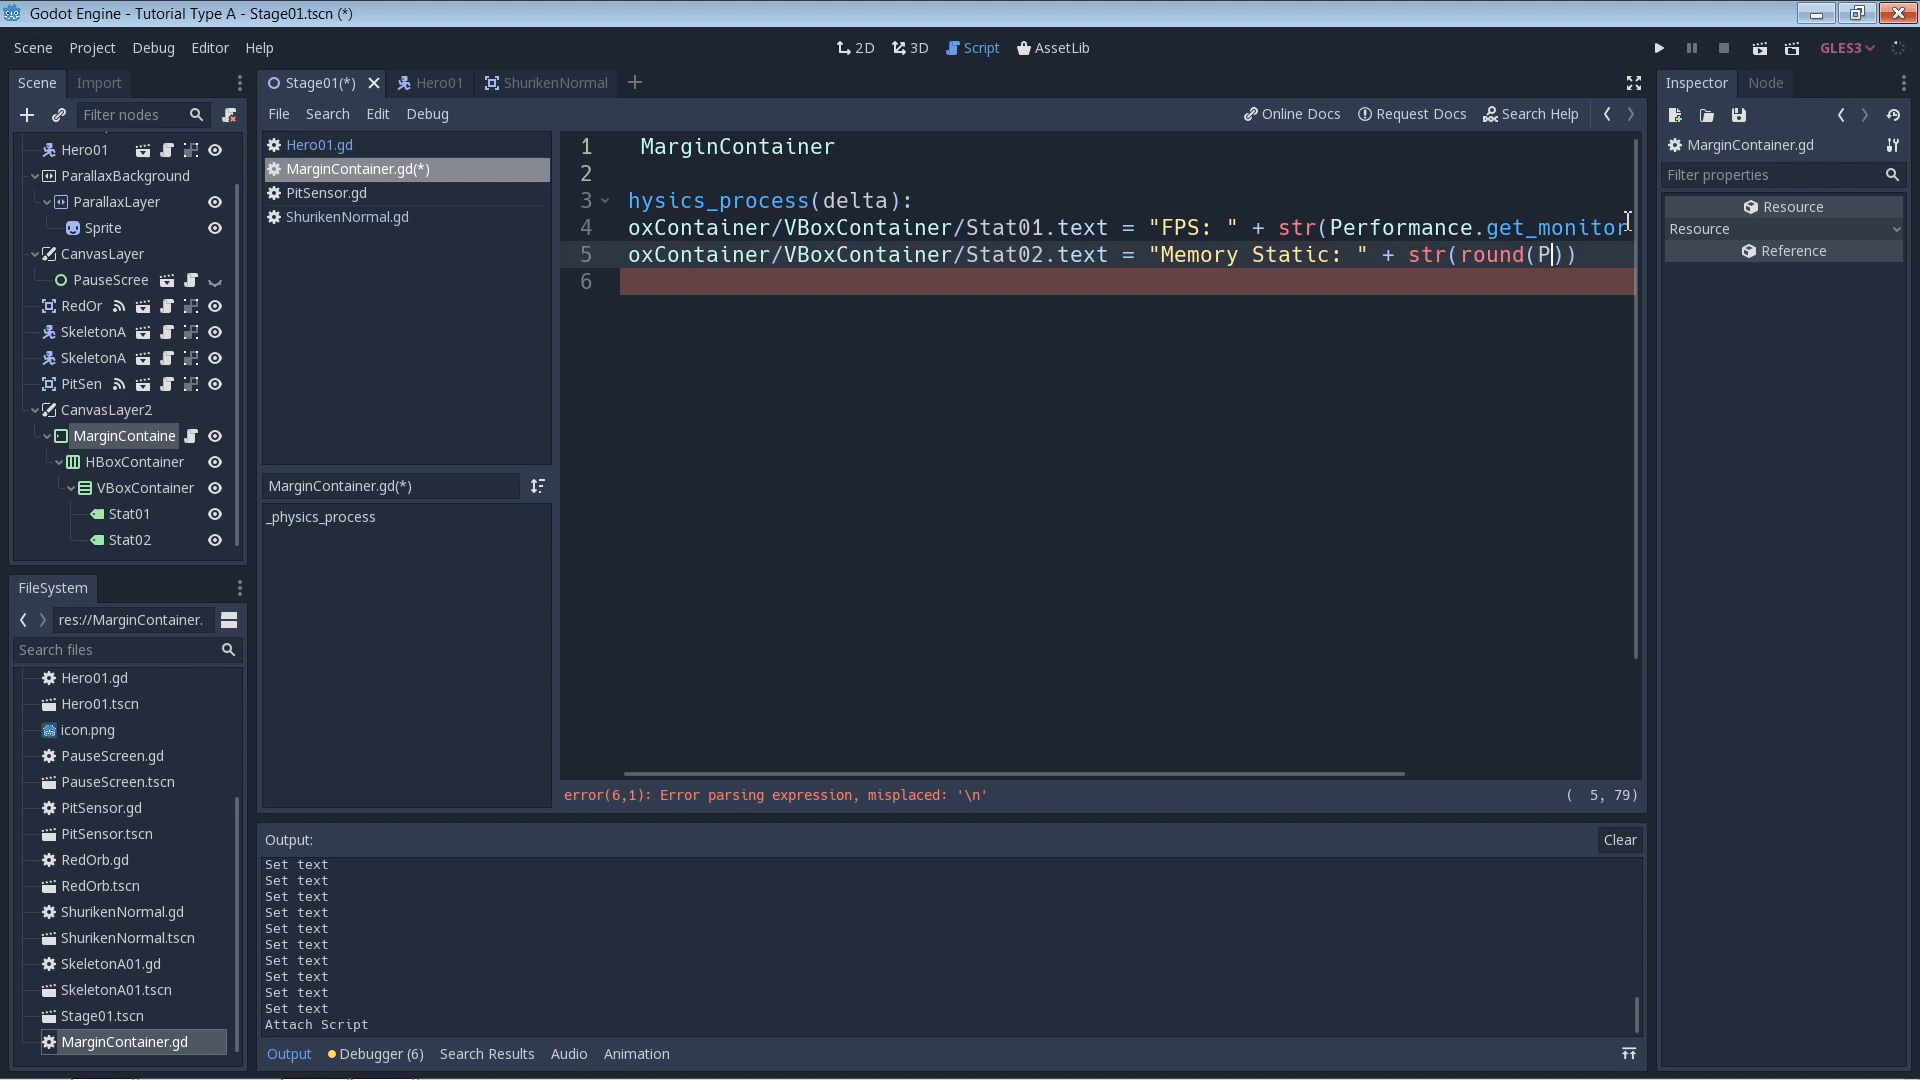 Godot Engine - Tutorial Type A - Stage01.tscn (*)
Scene Project Debug Editor Help
2D 3D Script AssetLib
GLES3
Scene Import
Stage01(*) Hero01 ShurikenNormal
Inspector Node
Filter nodes
File Search Edit Debug
Online Docs Request Docs Search Help
Hero01
ParallaxBackground
ParallaxLayer
Sprite
CanvasLayer
PauseScree
RedOr
SkeletonA
SkeletonA
PitSen
CanvasLayer2
MarginContaine
HBoxContainer
VBoxContainer
Stat01
Stat02
Hero01.gd
MarginContainer.gd(*)
PitSensor.gd
ShurikenNormal.gd
MarginContainer.gd(*)
_physics_process
1 MarginContainer
2
3 hysics_process(delta):
4 oxContainer/VBoxContainer/Stat01.text = "FPS: " + str(Performance.get_monitor
5 oxContainer/VBoxContainer/Stat02.text = "Memory Static: " + str(round(P))
6
error(6,1): Error parsing expression, misplaced: '\n'
( 5, 79)
MarginContainer.gd
Filter properties
Resource
Resource
Reference
FileSystem
res://MarginContainer.
Search files
Hero01.gd
Hero01.tscn
icon.png
PauseScreen.gd
PauseScreen.tscn
PitSensor.gd
PitSensor.tscn
RedOrb.gd
RedOrb.tscn
ShurikenNormal.gd
ShurikenNormal.tscn
SkeletonA01.gd
SkeletonA01.tscn
Stage01.tscn
MarginContainer.gd
Output:
Clear
Set text
Set text
Set text
Set text
Set text
Set text
Set text
Set text
Set text
Set text
Attach Script
Output Debugger (6) Search Results Audio Animation